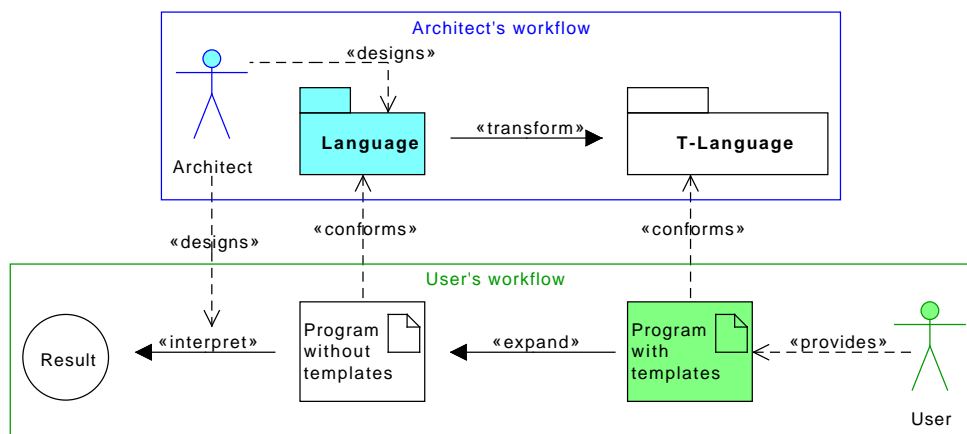 Architect's workflow
«designs»
Language
«transform»
T-Language
Architect
«designs»
«conforms»
«conforms»
User's workflow
Result
«interpret»
Program
without
templates
«expand»
Program
with
templates
«provides»
User